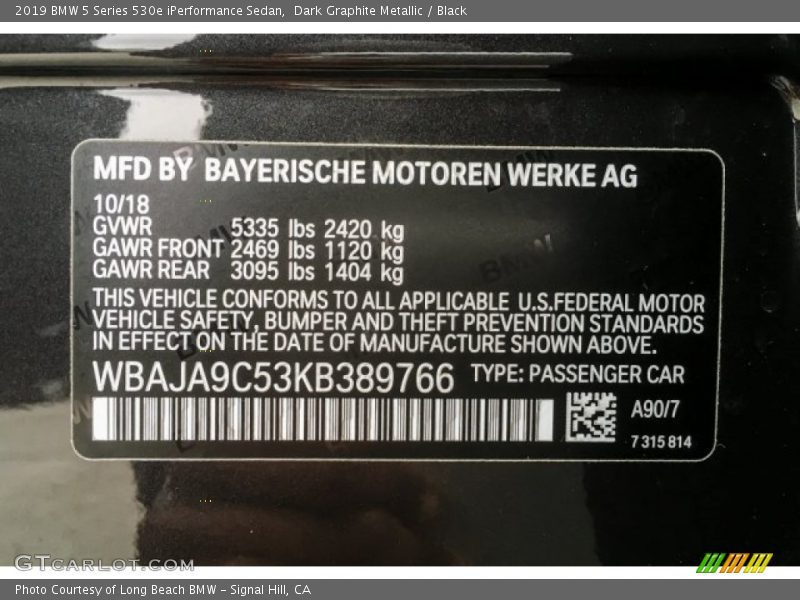 2019 BMW 5 Series 530e iPerformance Sedan, Dark Graphite Metallic / Black
MFD BY BAYERISCHE MOTOREN WERKE AG
10/18
GVWR 5335 lbs 2420 kg
GAWR FRONT 2469 lbs 1120 kg
GAWR REAR 3095 lbs 1404 kg
THIS VEHICLE CONFORMS TO ALL APPLICABLE U.S.FEDERAL MOTOR
VEHICLE SAFETY, BUMPER AND THEFT PREVENTION STANDARDS
IN EFFECT ON THE DATE OF MANUFACTURE SHOWN ABOVE.
WBAJA9C53KB389766 TYPE: PASSENGER CAR
A90/7
7 315 814
GTCARLOT.COM
Photo Courtesy of Long Beach BMW - Signal Hill, CA